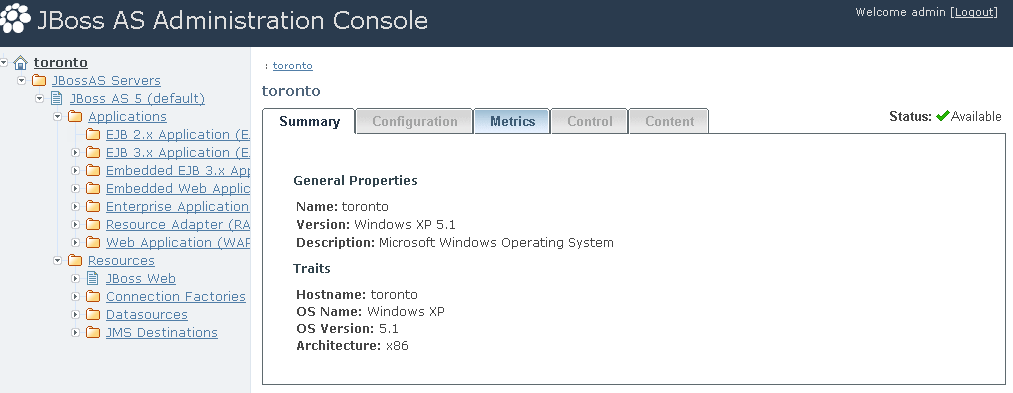 JBoss AS Administration Console
Welcome admin [Logout]
toronto
JBossAS Servers
JBoss AS 5 (default)
Applications
EJB 2.x Application (E
EJB 3.x Application (E
Embedded EJB 3.x App
Embedded Web Applic
Enterprise Application
Resource Adapter (RA
Web Application (WAR
Resources
JBoss Web
Connection Factories
Datasources
JMS Destinations
: toronto
toronto
Summary Configuration Metrics Control Content
Status: Available
General Properties
Name: toronto
Version: Windows XP 5.1
Description: Microsoft Windows Operating System
Traits
Hostname: toronto
OS Name: Windows XP
OS Version: 5.1
Architecture: x86